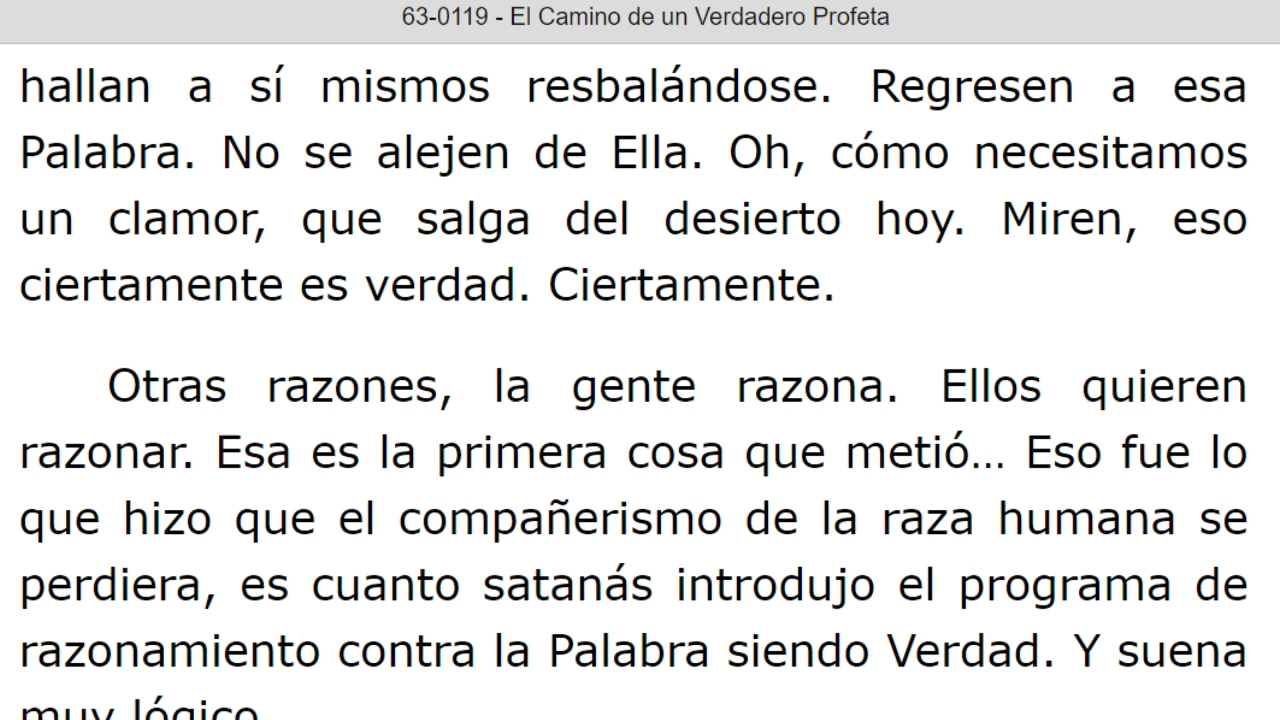 63-0119 - El Camino de un Verdadero Profeta
hallan a sí mismos resbalándose. Regresen a esa
Palabra. No se alejen de Ella. Oh, cómo necesitamos
un clamor, que salga del desierto hoy. Miren, eso
ciertamente es verdad. Ciertamente.
Otras razones, la gente razona. Ellos quieren
razonar. Esa es la primera cosa que metió... Eso fue lo
que hizo que el compañerismo de la raza humana se
perdiera, es cuanto satanás introdujo el programa de
razonamiento contra la Palabra siendo Verdad. Y suena
muy lógico